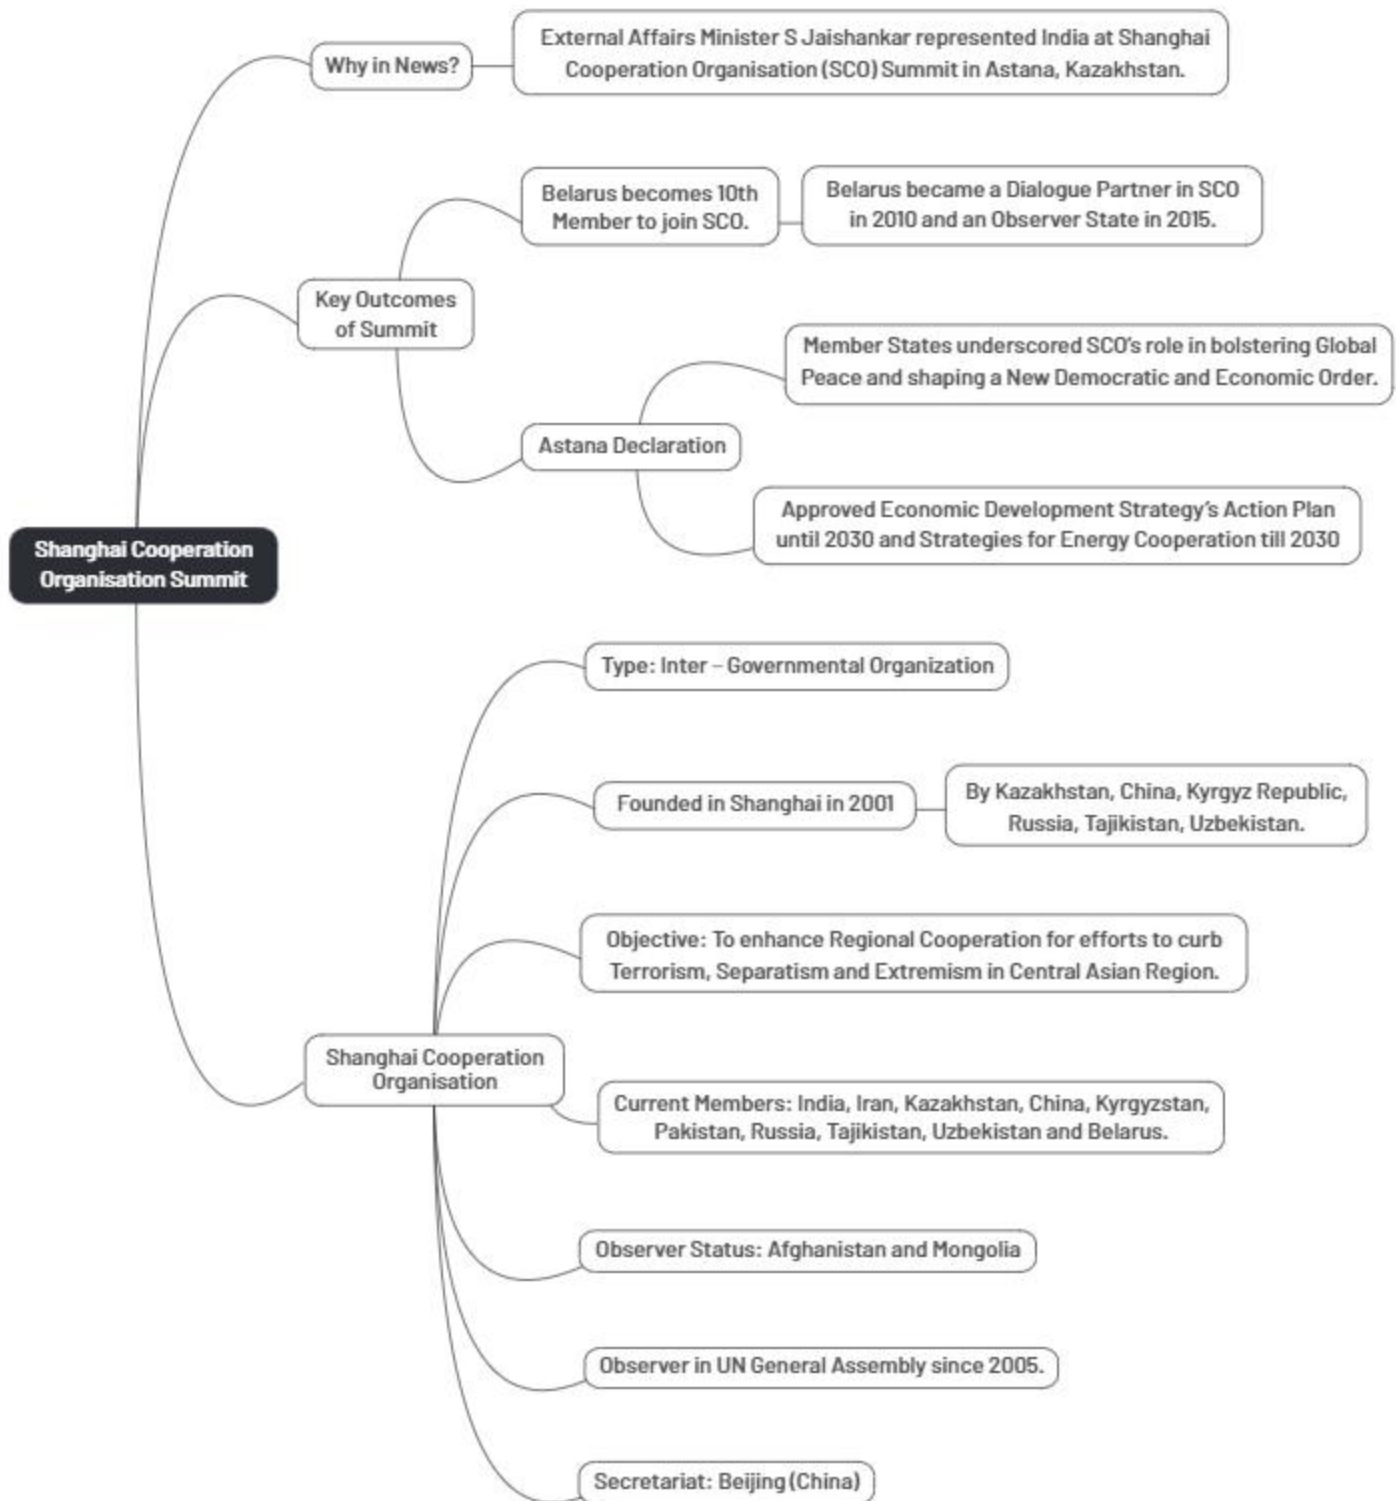 Why in News?
External Affairs Minister S Jaishankar represented India at Shanghai
Cooperation Organisation (SCO) Summit in Astana, Kazakhstan.
Belarus becomes 10th
Member to join SCO.
Belarus became a Dialogue Partner in SCO
in 2010 and an Observer State in 2015.
Key Outcomes
of Summit
Member States underscored SCO's role in bolstering Global
Peace and shaping a New Democratic and Economic Order.
Astana Declaration
Approved Economic Development Strategy's Action Plan
until 2030 and Strategies for Energy Cooperation till 2030
Shanghai Cooperation
Organisation Summit
Type: Inter – Governmental Organization
Founded in Shanghai in 2001
By Kazakhstan, China, Kyrgyz Republic,
Russia, Tajikistan, Uzbekistan.
Objective: To enhance Regional Cooperation for efforts to curb
Terrorism, Separatism and Extremism in Central Asian Region.
Shanghai Cooperation
Organisation
Current Members: India, Iran, Kazakhstan, China, Kyrgyzstan,
Pakistan, Russia, Tajikistan, Uzbekistan and Belarus.
Observer Status: Afghanistan and Mongolia
Observer in UN General Assembly since 2005.
Secretariat: Beijing (China)